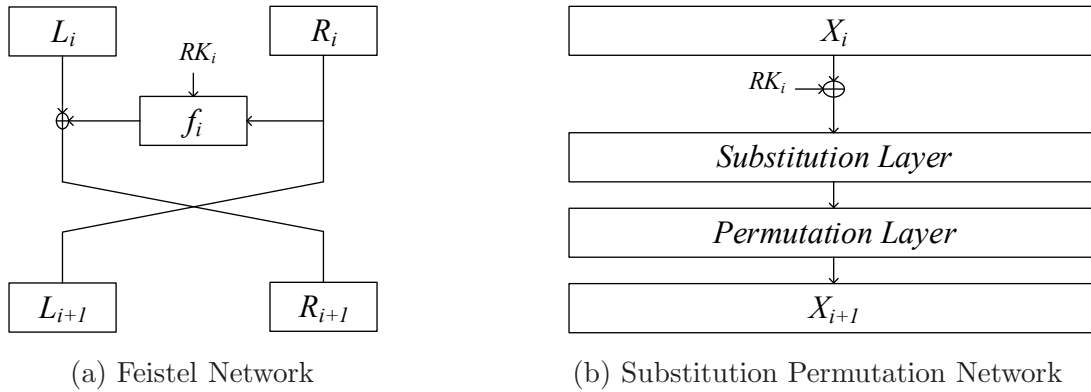 L_i
R_i
RK_i
f_i
L_{i+1}
R_{i+1}
(a) Feistel Network
X_i
RK_i
Substitution Layer
Permutation Layer
X_{i+1}
(b) Substitution Permutation Network